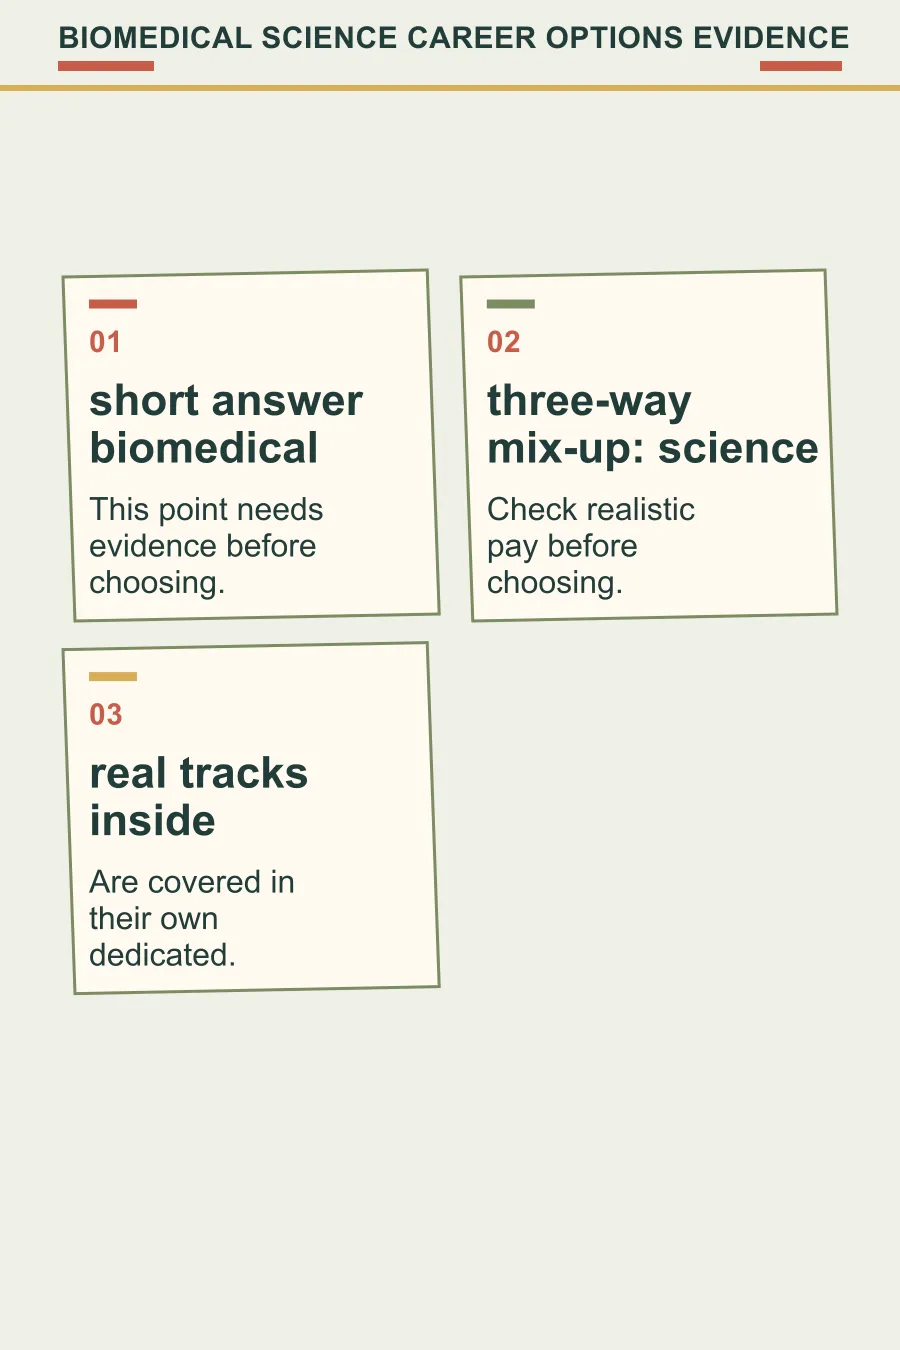 BIOMEDICAL SCIENCE CAREER OPTIONS EVIDENCE
01
short answer
biomedical
This point needs
evidence before
choosing.
02
three-way
mix-up: science
Check realistic
pay before
choosing.
03
real tracks
inside
Are covered in
their own
dedicated.